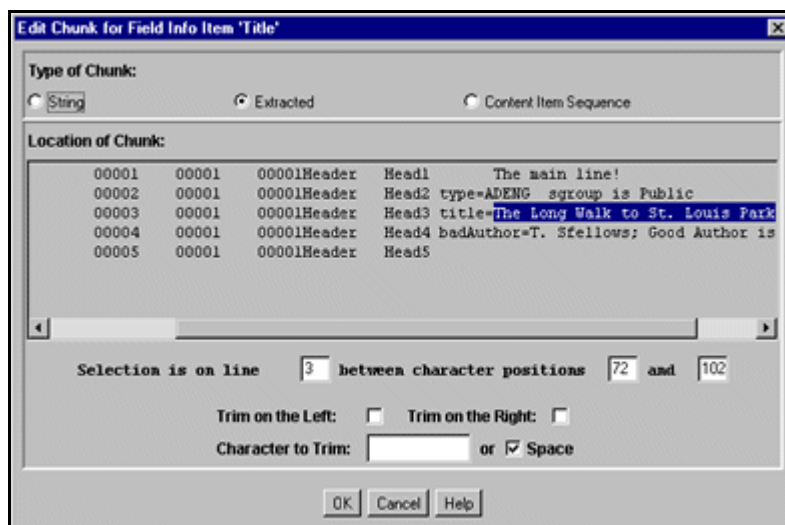 Edit Chunk for Field Info Item 'Title'
Type of Chunk:
String Extracted Content Item Sequence
Location of Chunk:
00001 00001 00001Header Head1 The main line!
00002 00001 00001Header Head2 type=ADENG sgroup is Public
00003 00001 00001Header Head3 title=The Long Walk to St. Louis Park
00004 00001 00001Header Head4 badAuthor=T. Sfellows; Good Author is
00005 00001 00001Header Head5
Selection is on line 3 between character positions 72 and 102
Trim on the Left: Trim on the Right:
Character to Trim: or Space
OK Cancel Help